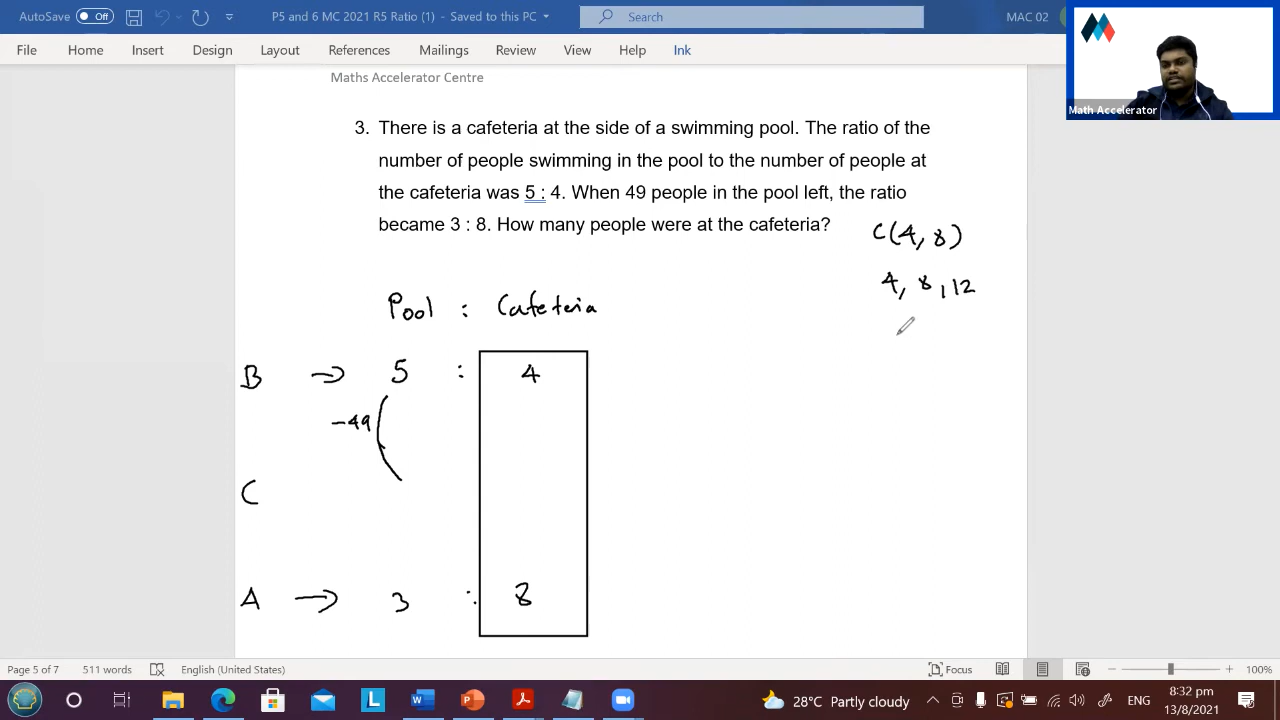 AutoSave Off P5 and 6 MC 2021 R5 Ratio (1) - Saved to this PC Search MAC 02
File Home Insert Design Layout References Mailings Review View Help Ink
Math Accelerator
Maths Accelerator Centre
3. There is a cafeteria at the side of a swimming pool. The ratio of the
number of people swimming in the pool to the number of people at
the cafeteria was 5 : 4. When 49 people in the pool left, the ratio
became 3 : 8. How many people were at the cafeteria?
C(4, 8)
4, 8, 12
Pool : Cafeteria
B → 5 : 4
-49
C
A → 3 : 8
Page 5 of 7 511 words English (United States) Focus 100%
28°C Partly cloudy ENG 8:32 pm
13/8/2021